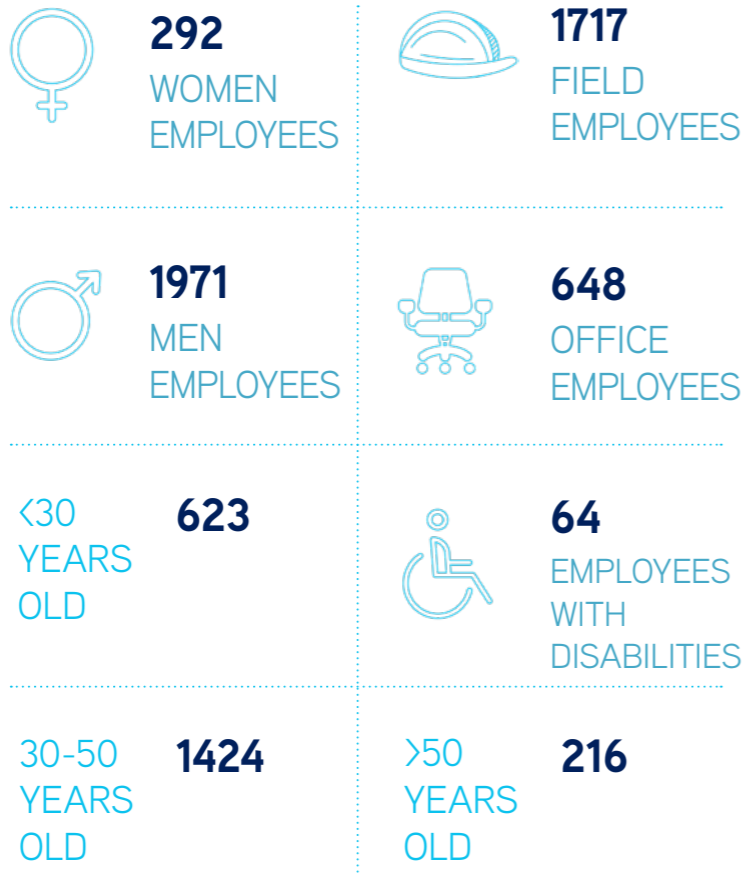 292
WOMEN
EMPLOYEES
1717
FIELD
EMPLOYEES
1971
MEN
EMPLOYEES
648
OFFICE
EMPLOYEES
<30
YEARS
OLD
623
64
EMPLOYEES
WITH
DISABILITIES
30-50
YEARS
OLD
1424
>50
YEARS
OLD
216